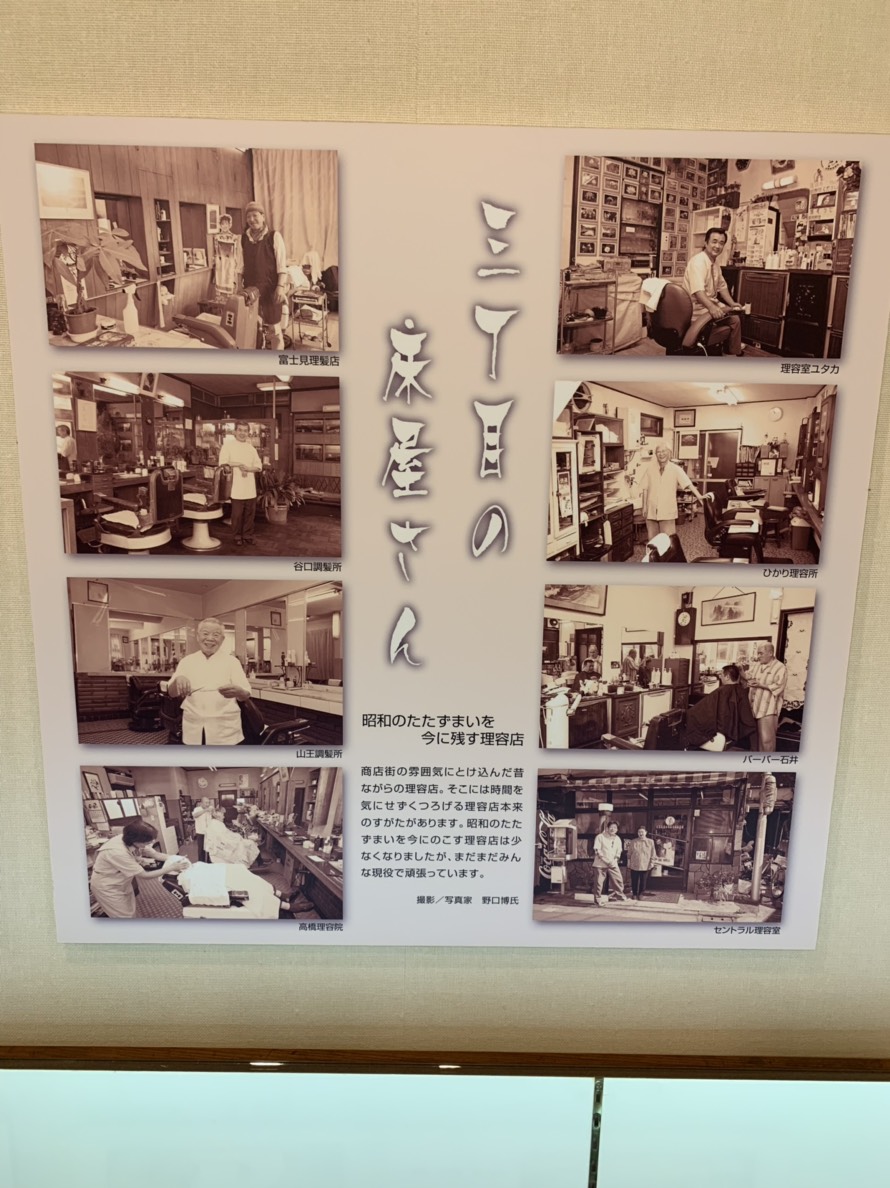 三丁目の
床屋さん
富士見理髪店
谷口調髪所
山王調髪所
高橋理容院
理容室ユタカ
ひかり理容所
バーバー石井
セントラル理容室
昭和のたたずまいを
今に残す理容店
商店街の雰囲気にとけ込んだ昔
ながらの理容店。そこには時間を
気にせずくつろげる理容店本来
のすがたがあります。昭和のたた
ずまいを今にのこす理容店は少
なくなりましたが、まだまだみん
な現役で頑張っています。
撮影／写真家　野口博氏